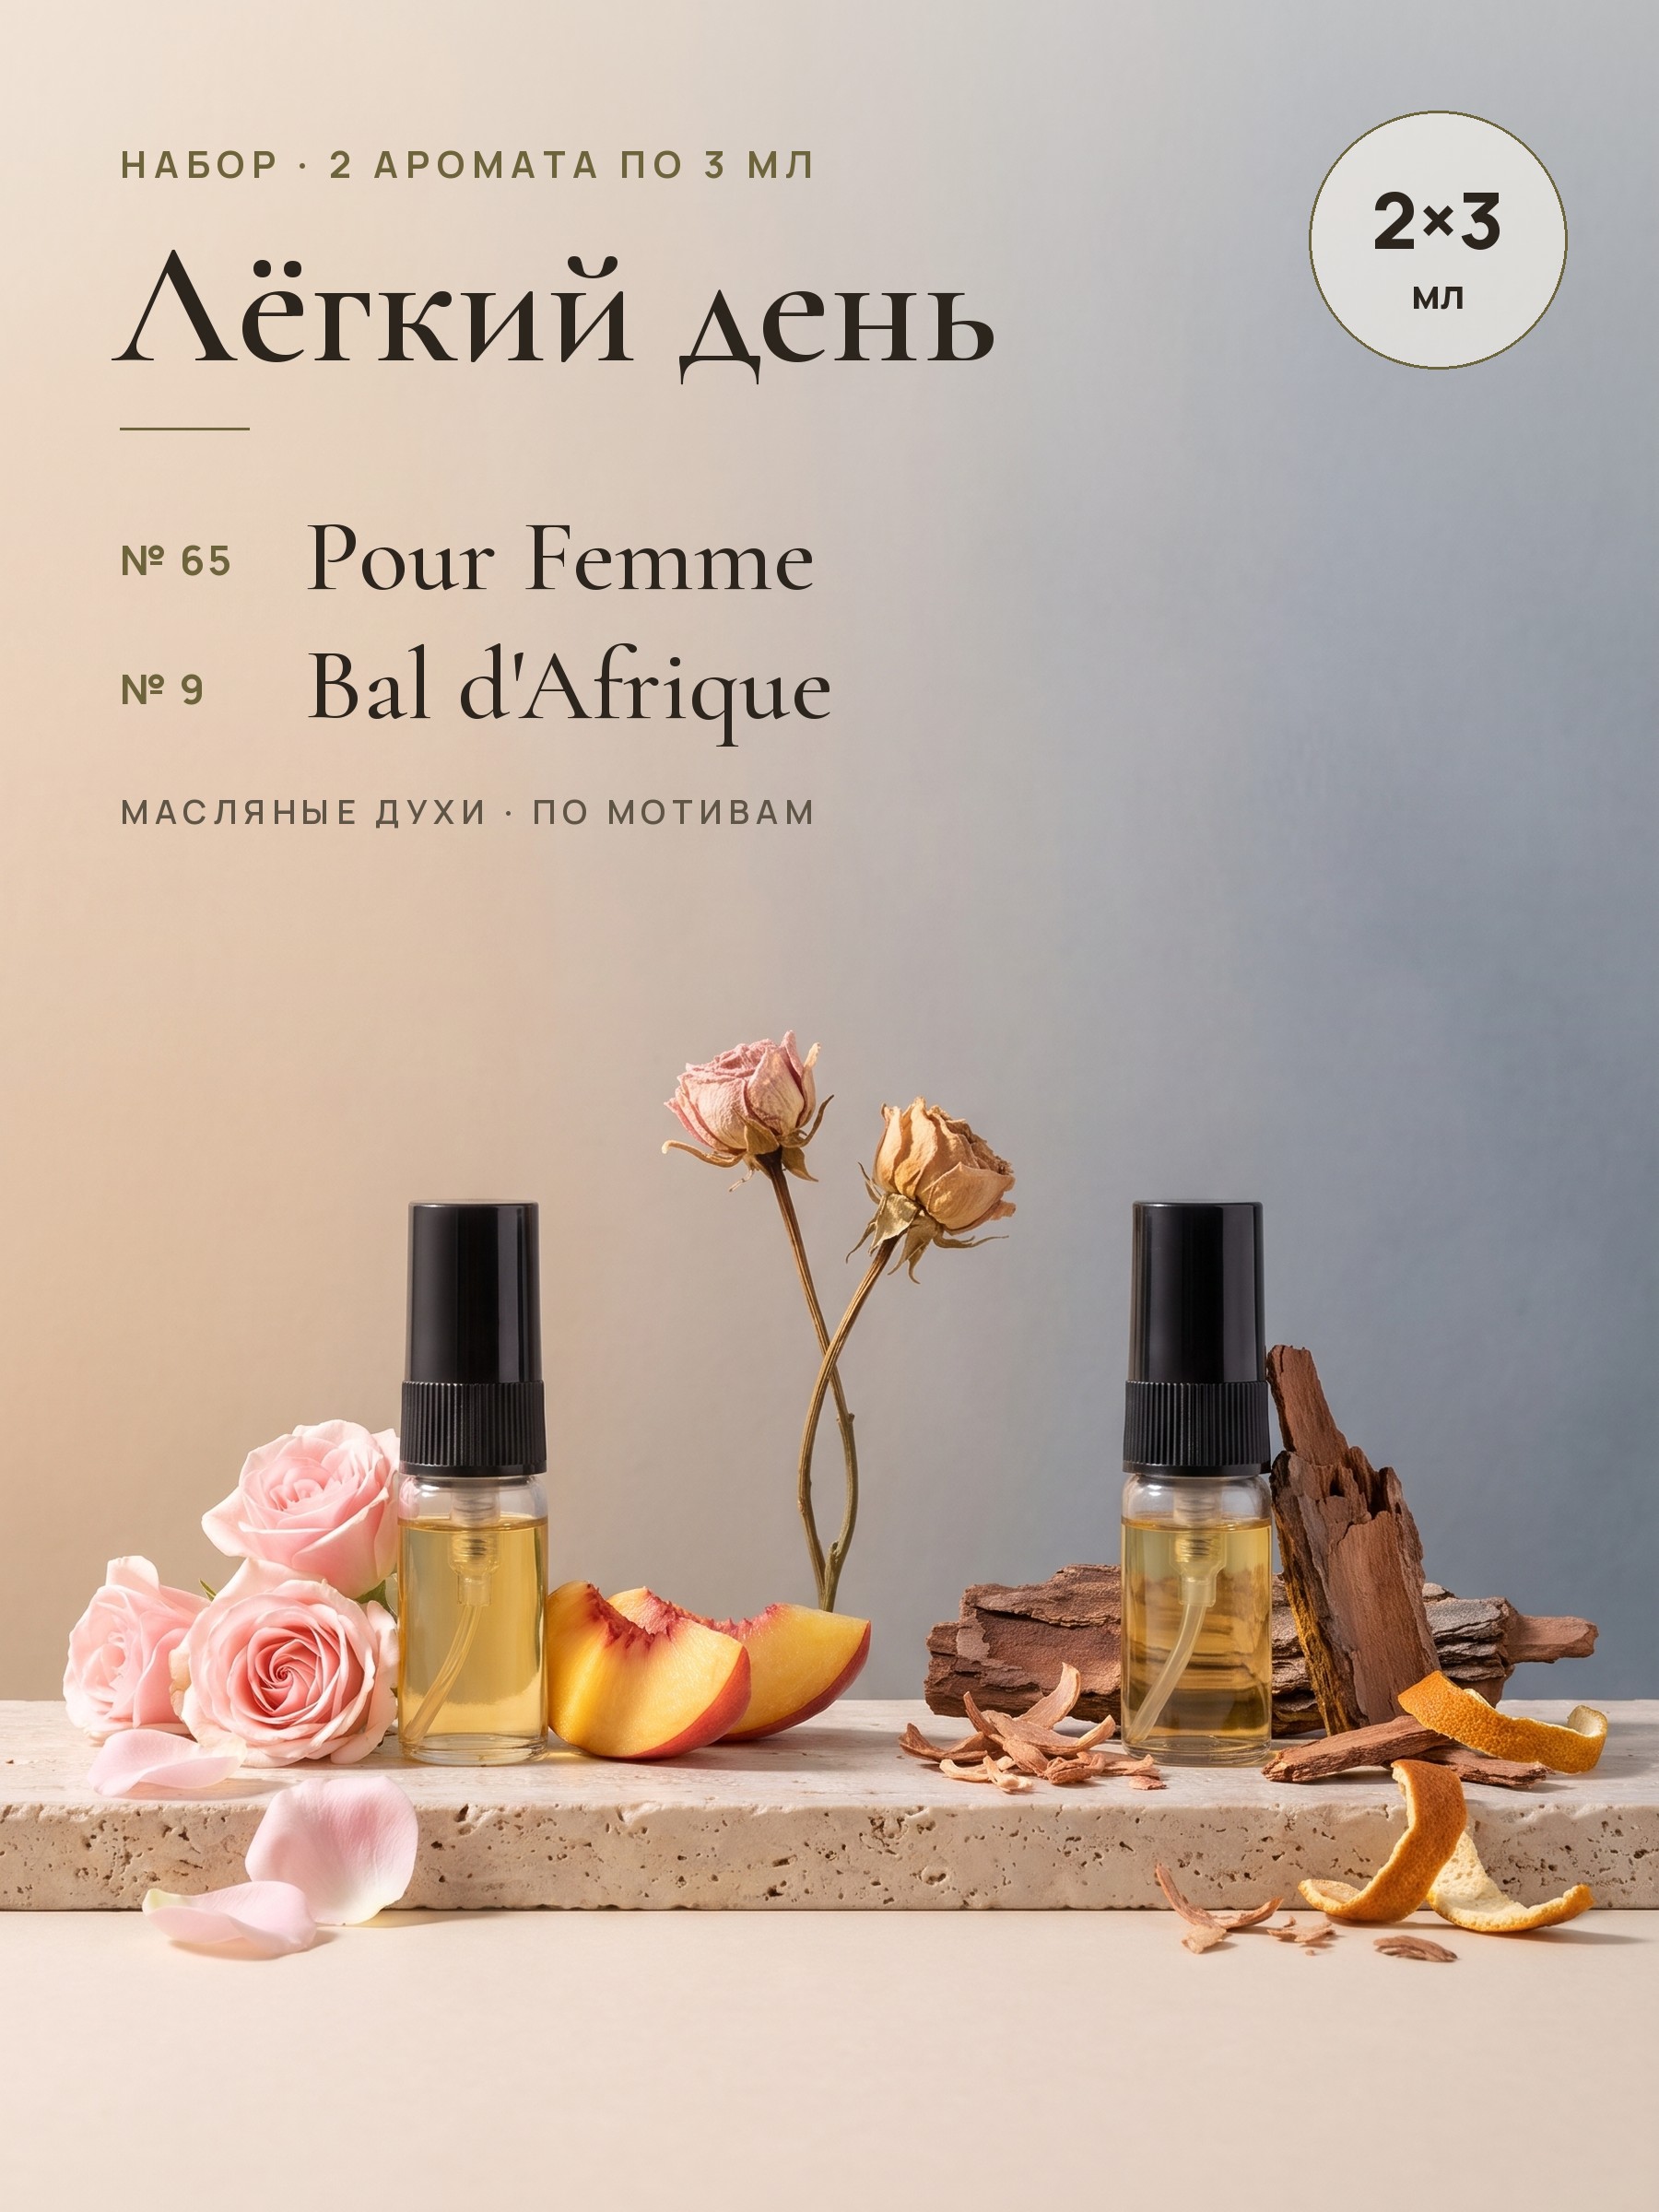 НАБОР · 2 АРОМАТА ПО 3 МЛ
2×3
мл
Лёгкий день
№ 65 Pour Femme
№ 9 Bal d'Afrique
МАСЛЯНЫЕ ДУХИ · ПО МОТИВАМ